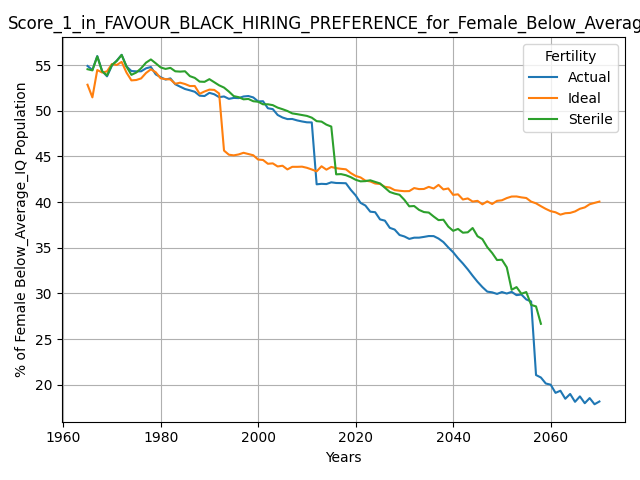 Score_1_in_FAVOUR_BLACK_HIRING_PREFERENCE_for_Female_Below_Averag
Fertility
Actual
Ideal
Sterile
% of Female Below_Average_IQ Population
55
50
45
40
35
30
25
20
1960 1980 2000 2020 2040 2060
Years